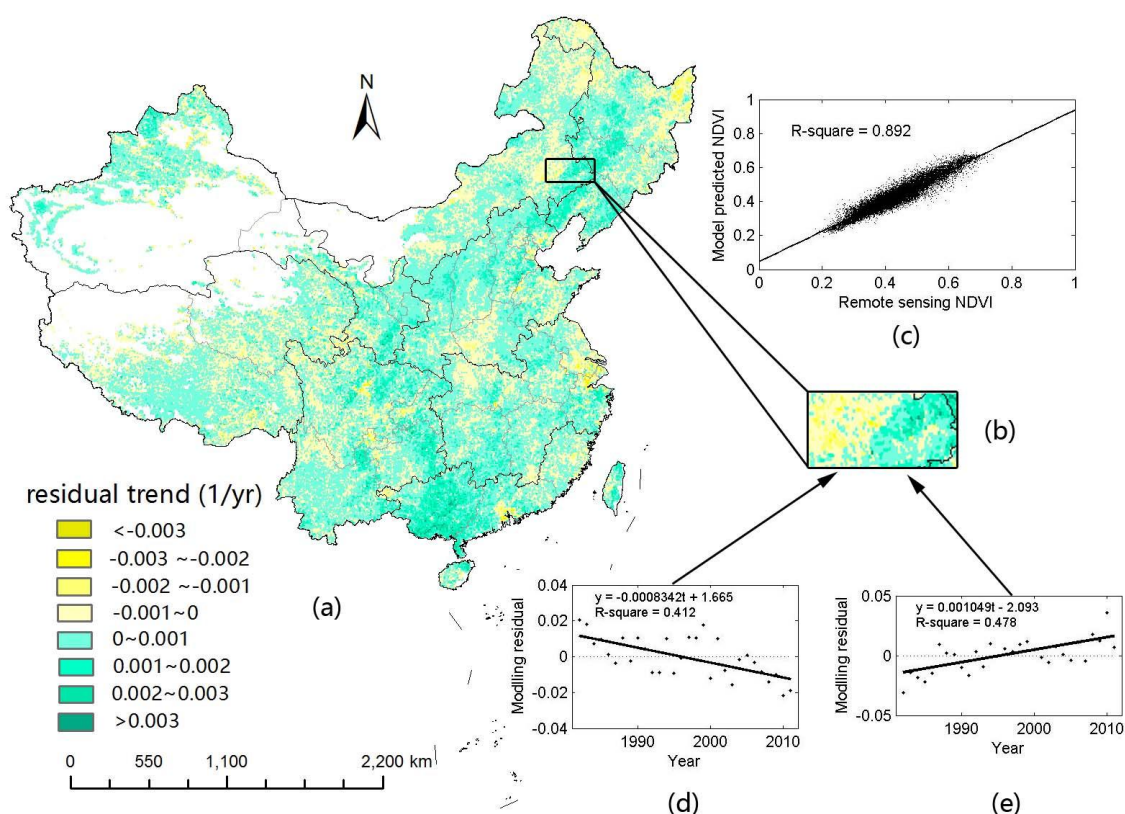 N
residual trend (1/yr)
<-0.003
-0.003 ~-0.002
-0.002 ~-0.001
-0.001~0
0~0.001
0.001~0.002
0.002~0.003
>0.003
0 550 1,100 2,200 km
(a)
(b)
R-square = 0.892
Model predicted NDVI
1
0.8
0.6
0.4
0.2
0
0 0.2 0.4 0.6 0.8 1
Remote sensing NDVI
(c)
y = -0.0008342t + 1.665
R-square = 0.412
Modlling residual
0.04
0.02
0
-0.02
-0.04
1990 2000 2010
Year
(d)
y = 0.001049t - 2.093
R-square = 0.478
Modlling residual
0.05
0
-0.05
1990 2000 2010
Year
(e)